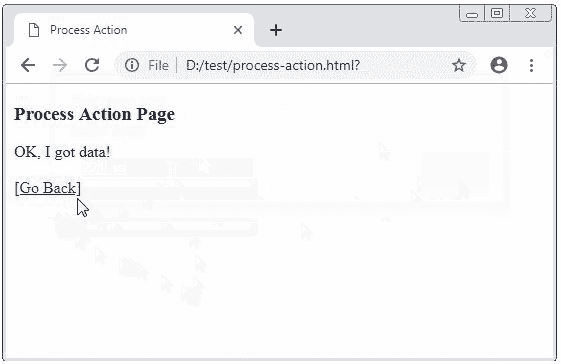 Process Action
File D:/test/process-action.html?
Process Action Page
OK, I got data!
[Go Back]